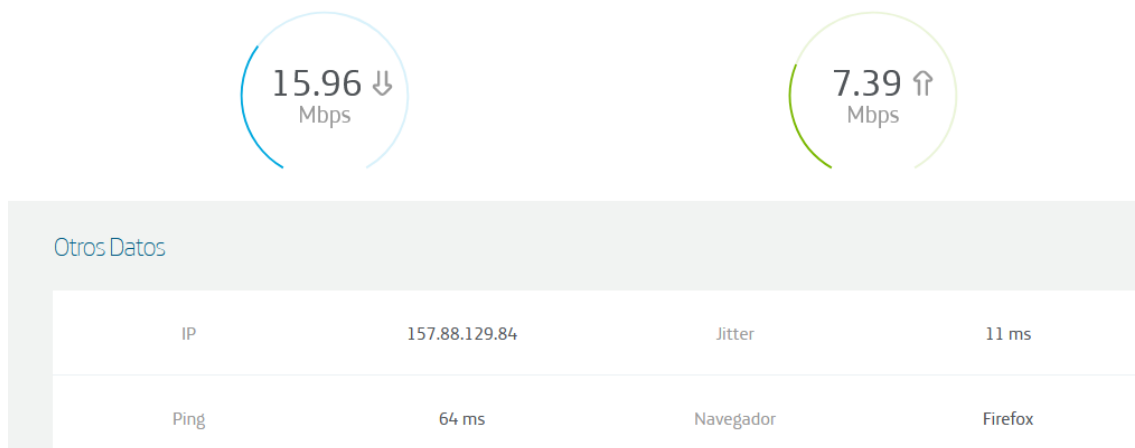 15.96
Mbps
7.39
Mbps
Otros Datos
IP 157.88.129.84 Jitter 11 ms
Ping 64 ms Navegador Firefox